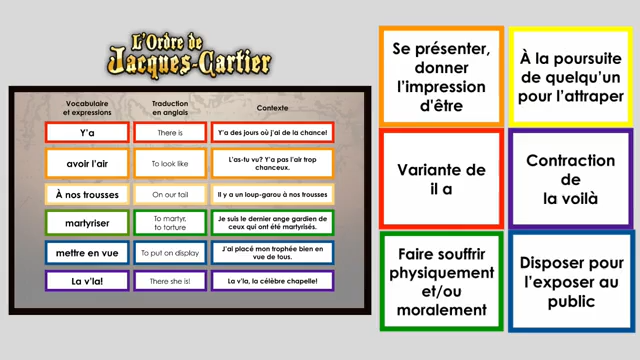 L'Ordre de
Jacques-Cartier
Vocabulaire
et expressions
Traduction
en anglais
Contexte
Y'a
There is
Y'a des jours où j'ai de la chance!
avoir l'air
To look like
L'as-tu vu? Y'a pas l'air trop
chanceux.
À nos trousses
On our tail
Il y a un loup-garou à nos trousses
martyriser
To martyr,
to torture
Je suis le dernier ange gardien de
ceux qui ont été martyrisés.
mettre en vue
To put on display
J'ai placé mon trophée bien en
vue de tous.
La v'la!
There she is!
La v'la, la célèbre chapelle!
Se présenter,
donner
l'impression
d'être
À la poursuite
de quelqu'un
pour l'attraper
Variante de
il a
Contraction
de
la voilà
Faire souffrir
physiquement
et/ou
moralement
Disposer pour
l'exposer au
public